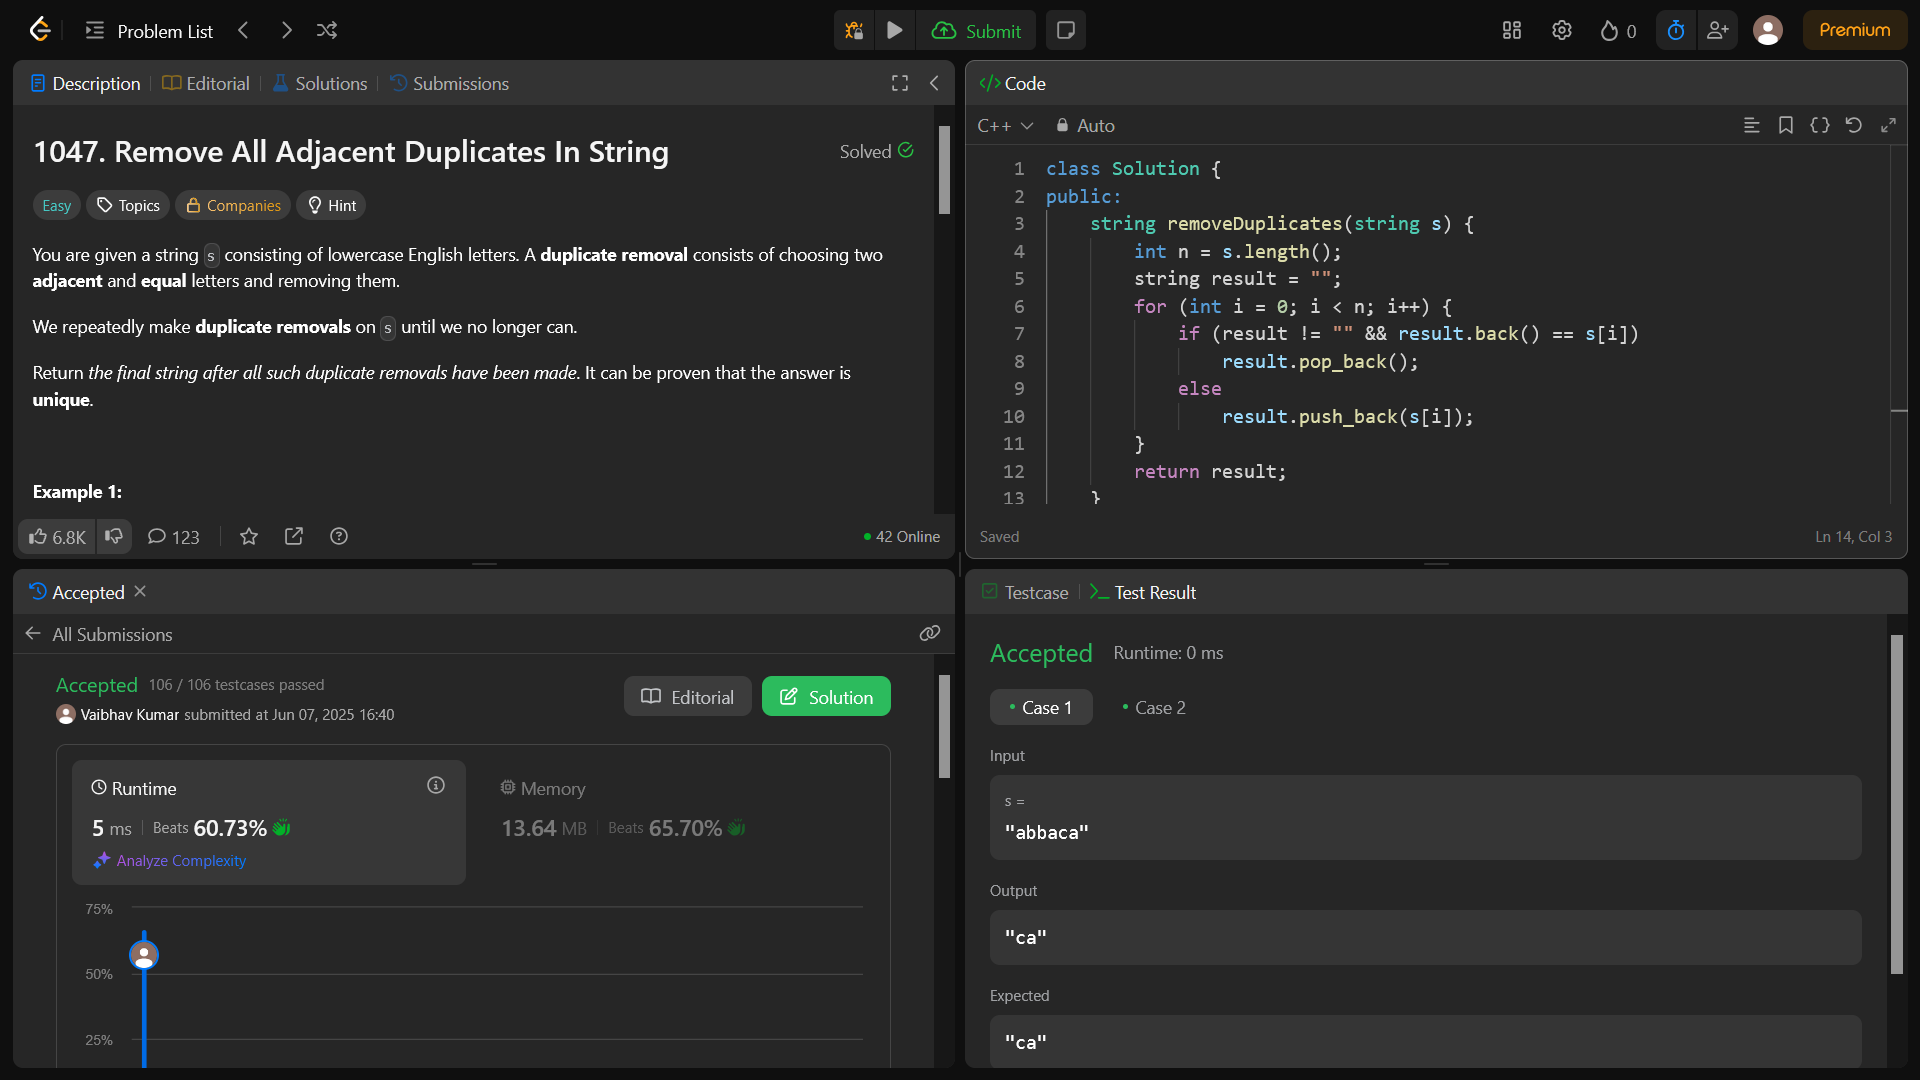 Problem List
Submit
0
Premium
Description
Editorial
Solutions
Submissions
1047. Remove All Adjacent Duplicates In String
Solved
Easy
Topics
Companies
Hint
You are given a string s consisting of lowercase English letters. A duplicate removal consists of choosing two
adjacent and equal letters and removing them.
We repeatedly make duplicate removals on s until we no longer can.
Return the final string after all such duplicate removals have been made. It can be proven that the answer is
unique.
Example 1:
6.8K
123
42 Online
Code
C++
Auto
1 class Solution {
2 public:
3     string removeDuplicates(string s) {
4         int n = s.length();
5         string result = "";
6         for (int i = 0; i < n; i++) {
7             if (result != "" && result.back() == s[i])
8                 result.pop_back();
9             else
10                 result.push_back(s[i]);
11         }
12         return result;
13     }
Saved
Ln 14, Col 3
Accepted
All Submissions
Accepted
106 / 106 testcases passed
Vaibhav Kumar submitted at Jun 07, 2025 16:40
Editorial
Solution
Runtime
5 ms
Beats 60.73%
Analyze Complexity
Memory
13.64 MB
Beats 65.70%
75%
50%
25%
Testcase
Test Result
Accepted
Runtime: 0 ms
Case 1
Case 2
Input
s =
"abbaca"
Output
"ca"
Expected
"ca"